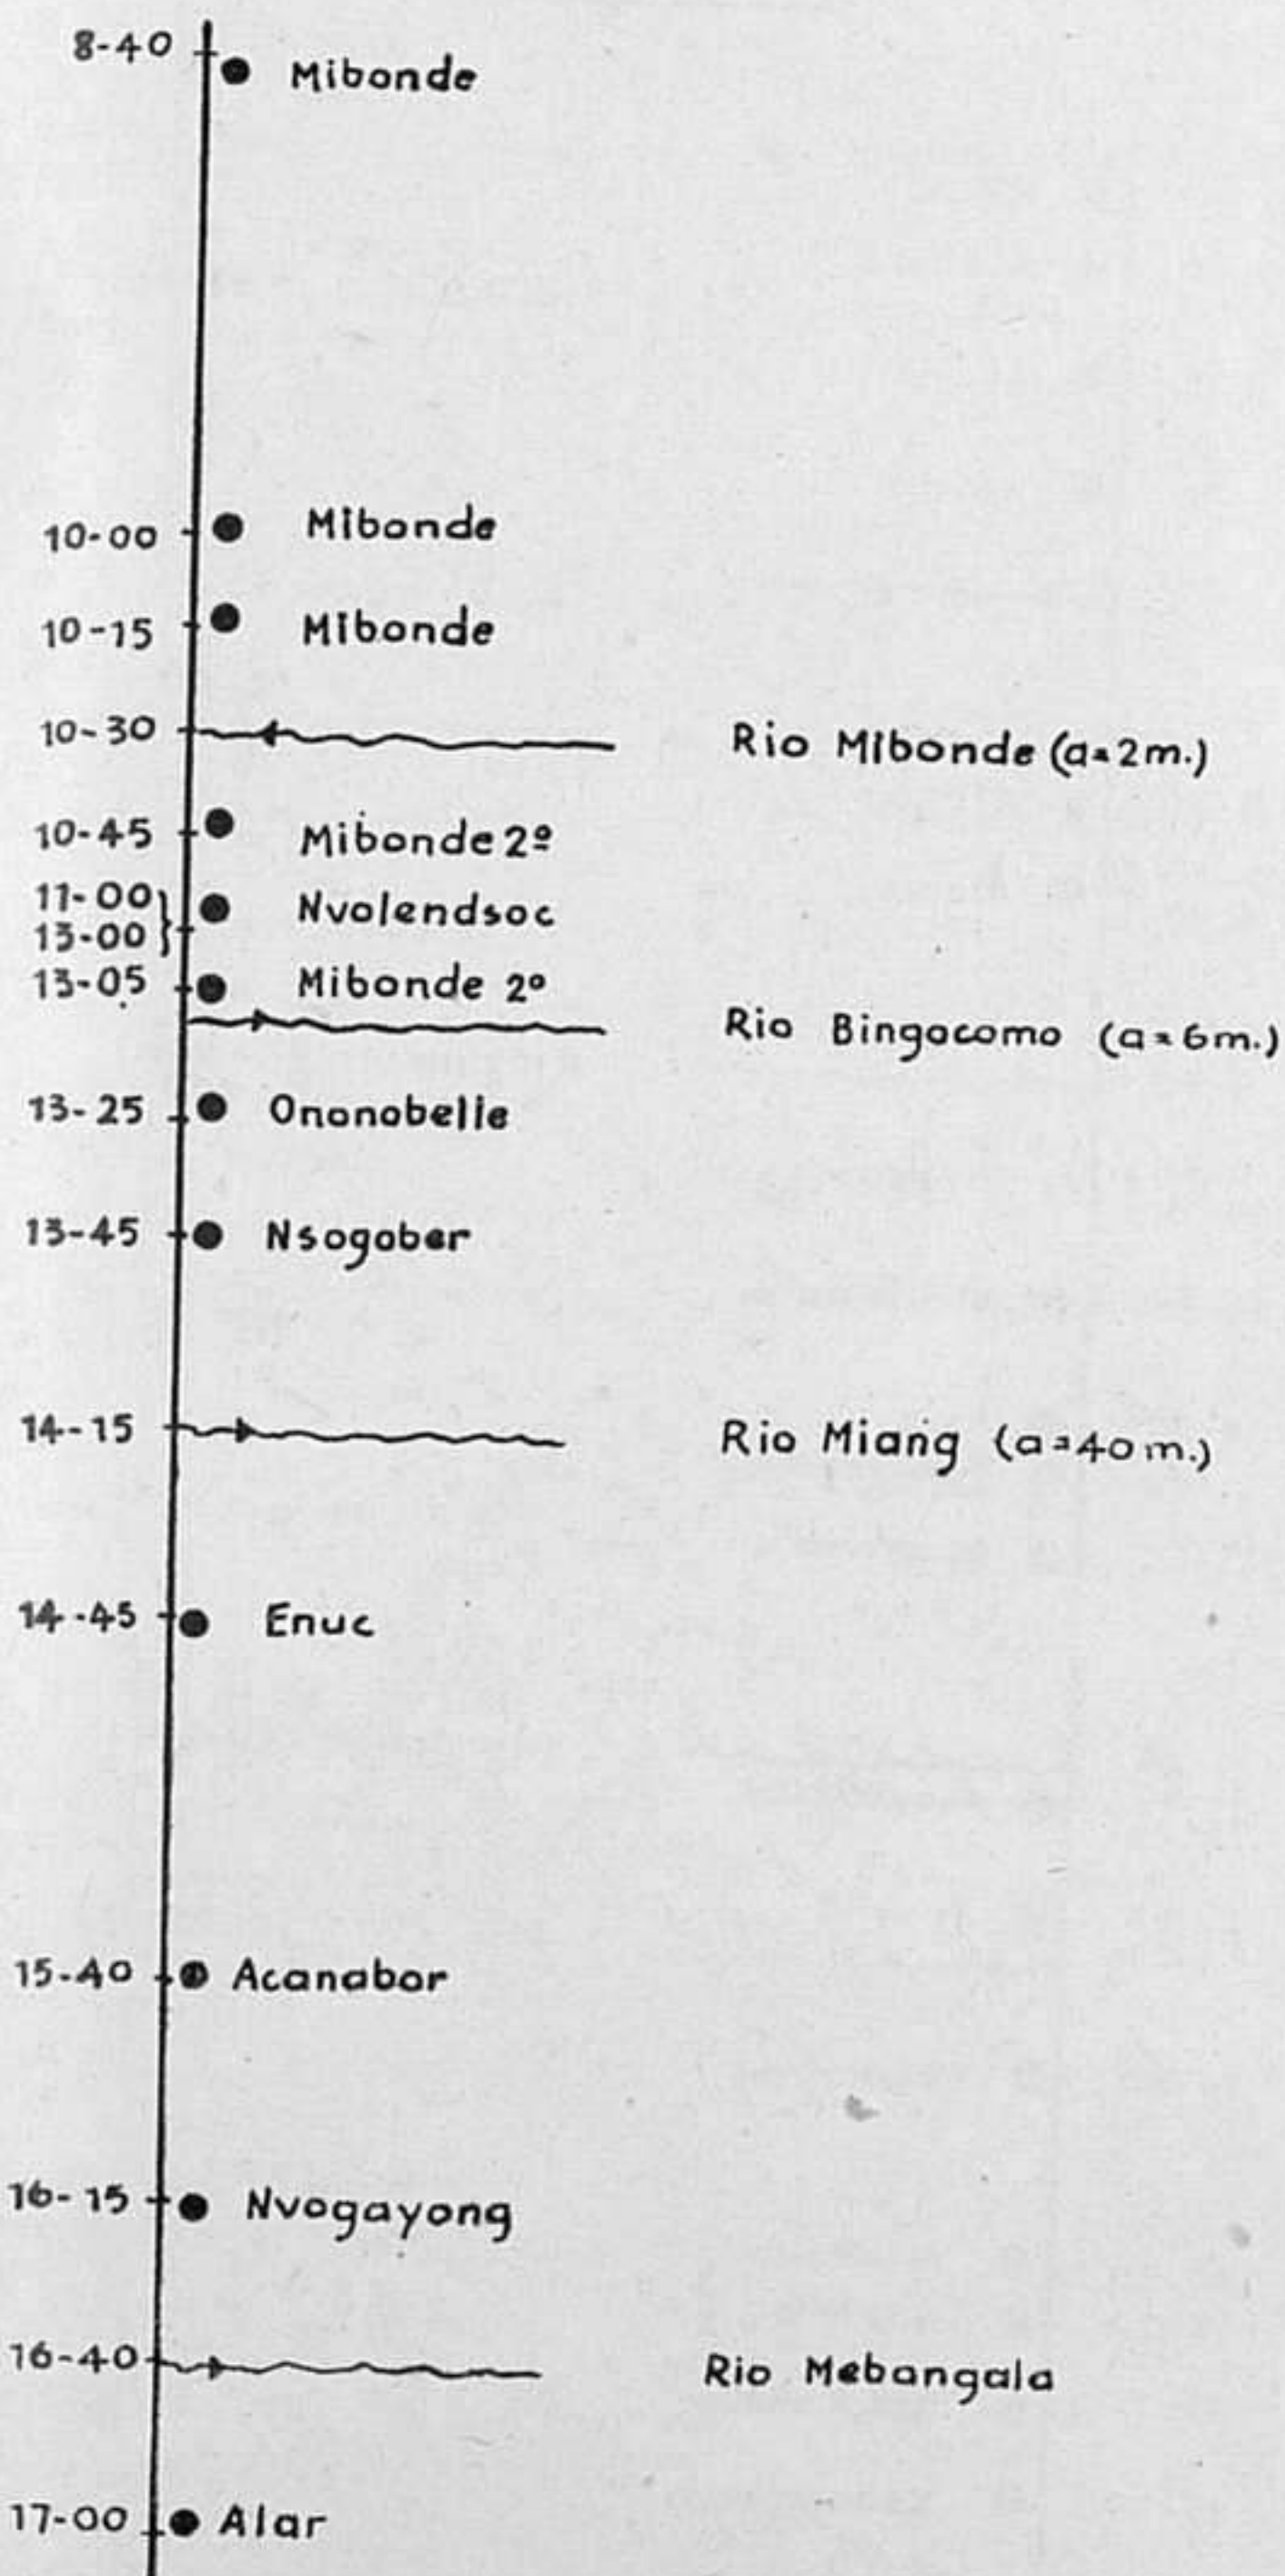 8-40 Mibonde
10-00 Mibonde
10-15 Mibonde
10-30 Rio Mibonde (a=2m.)
10-45 Mibonde 2º
11-00
13-00 } Nvolendsoc
13-05 Mibonde 2º
Rio Bingocomo (a=6m.)
13-25 Ononobelle
13-45 Nsogober
14-15 Rio Miang (a=40m.)
14-45 Enuc
15-40 Acanabor
16-15 Nvogayong
16-40 Rio Mebangala
17-00 Alar